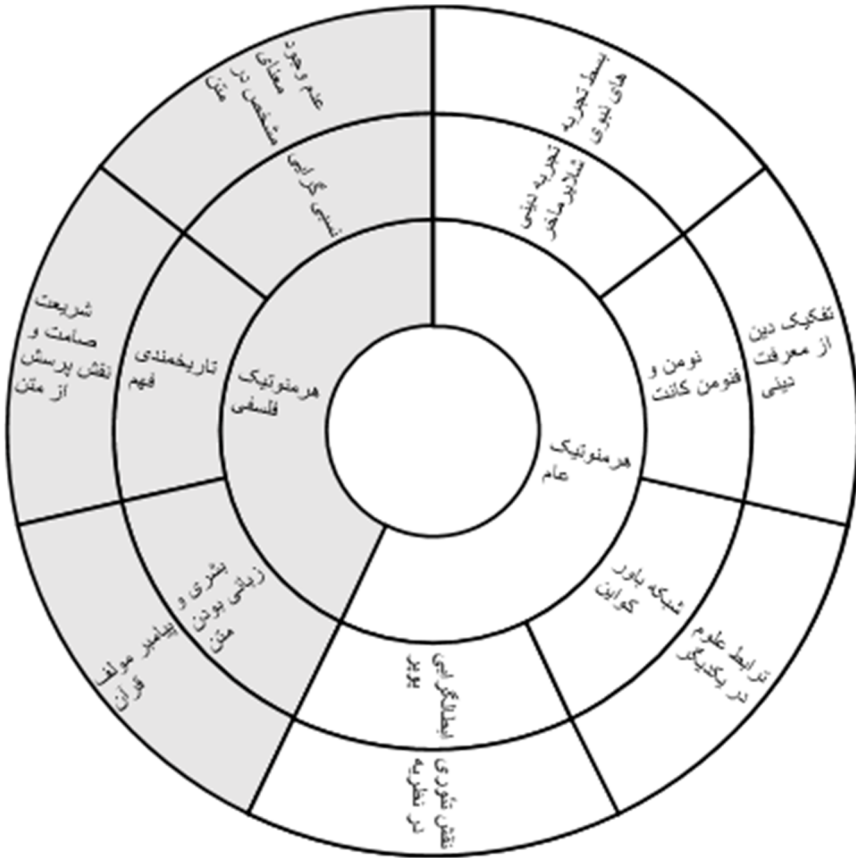 بسط تجربه
های نبوی
تجربه دینی
شلایرماخر
تفکیک دین
از معرفت
دینی
نومن و
فنومن کانت
هرمنوتیک
عام
شبکه باور
کواین
ترابط علوم
در یکدیگر
ابطالگرایی
پوپر
نقش تئوری
در نظریه
هرمنوتیک
فلسفی
بشری و
زبانی بودن
متن
پیامبر مولف
قران
تاریخمندی
فهم
شریعت
صامت و
نقش پرسش
از متن
نسبی گرایی
عدم وجود
معنای
مشخص در
متن